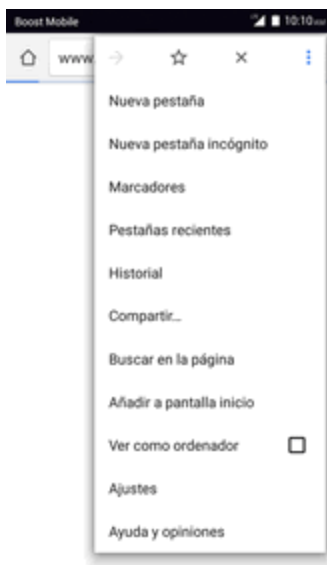 Boost Mobile 10:10
www
Nueva pestaña
Nueva pestaña incógnito
Marcadores
Pestañas recientes
Historial
Compartir...
Buscar en la página
Añadir a pantalla inicio
Ver como ordenador
Ajustes
Ayuda y opiniones